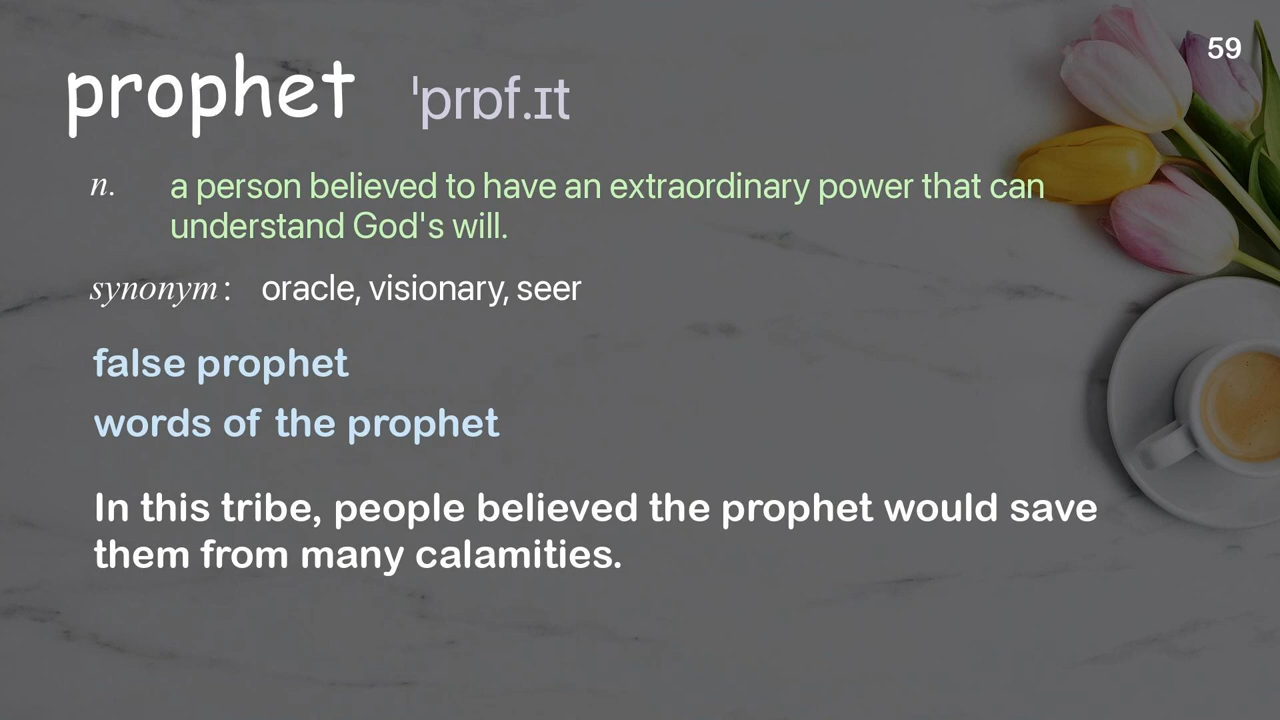 59
prophet ˈprɒf.ɪt
n. a person believed to have an extraordinary power that can
understand God's will.
synonym: oracle, visionary, seer
false prophet
words of the prophet
In this tribe, people believed the prophet would save
them from many calamities.